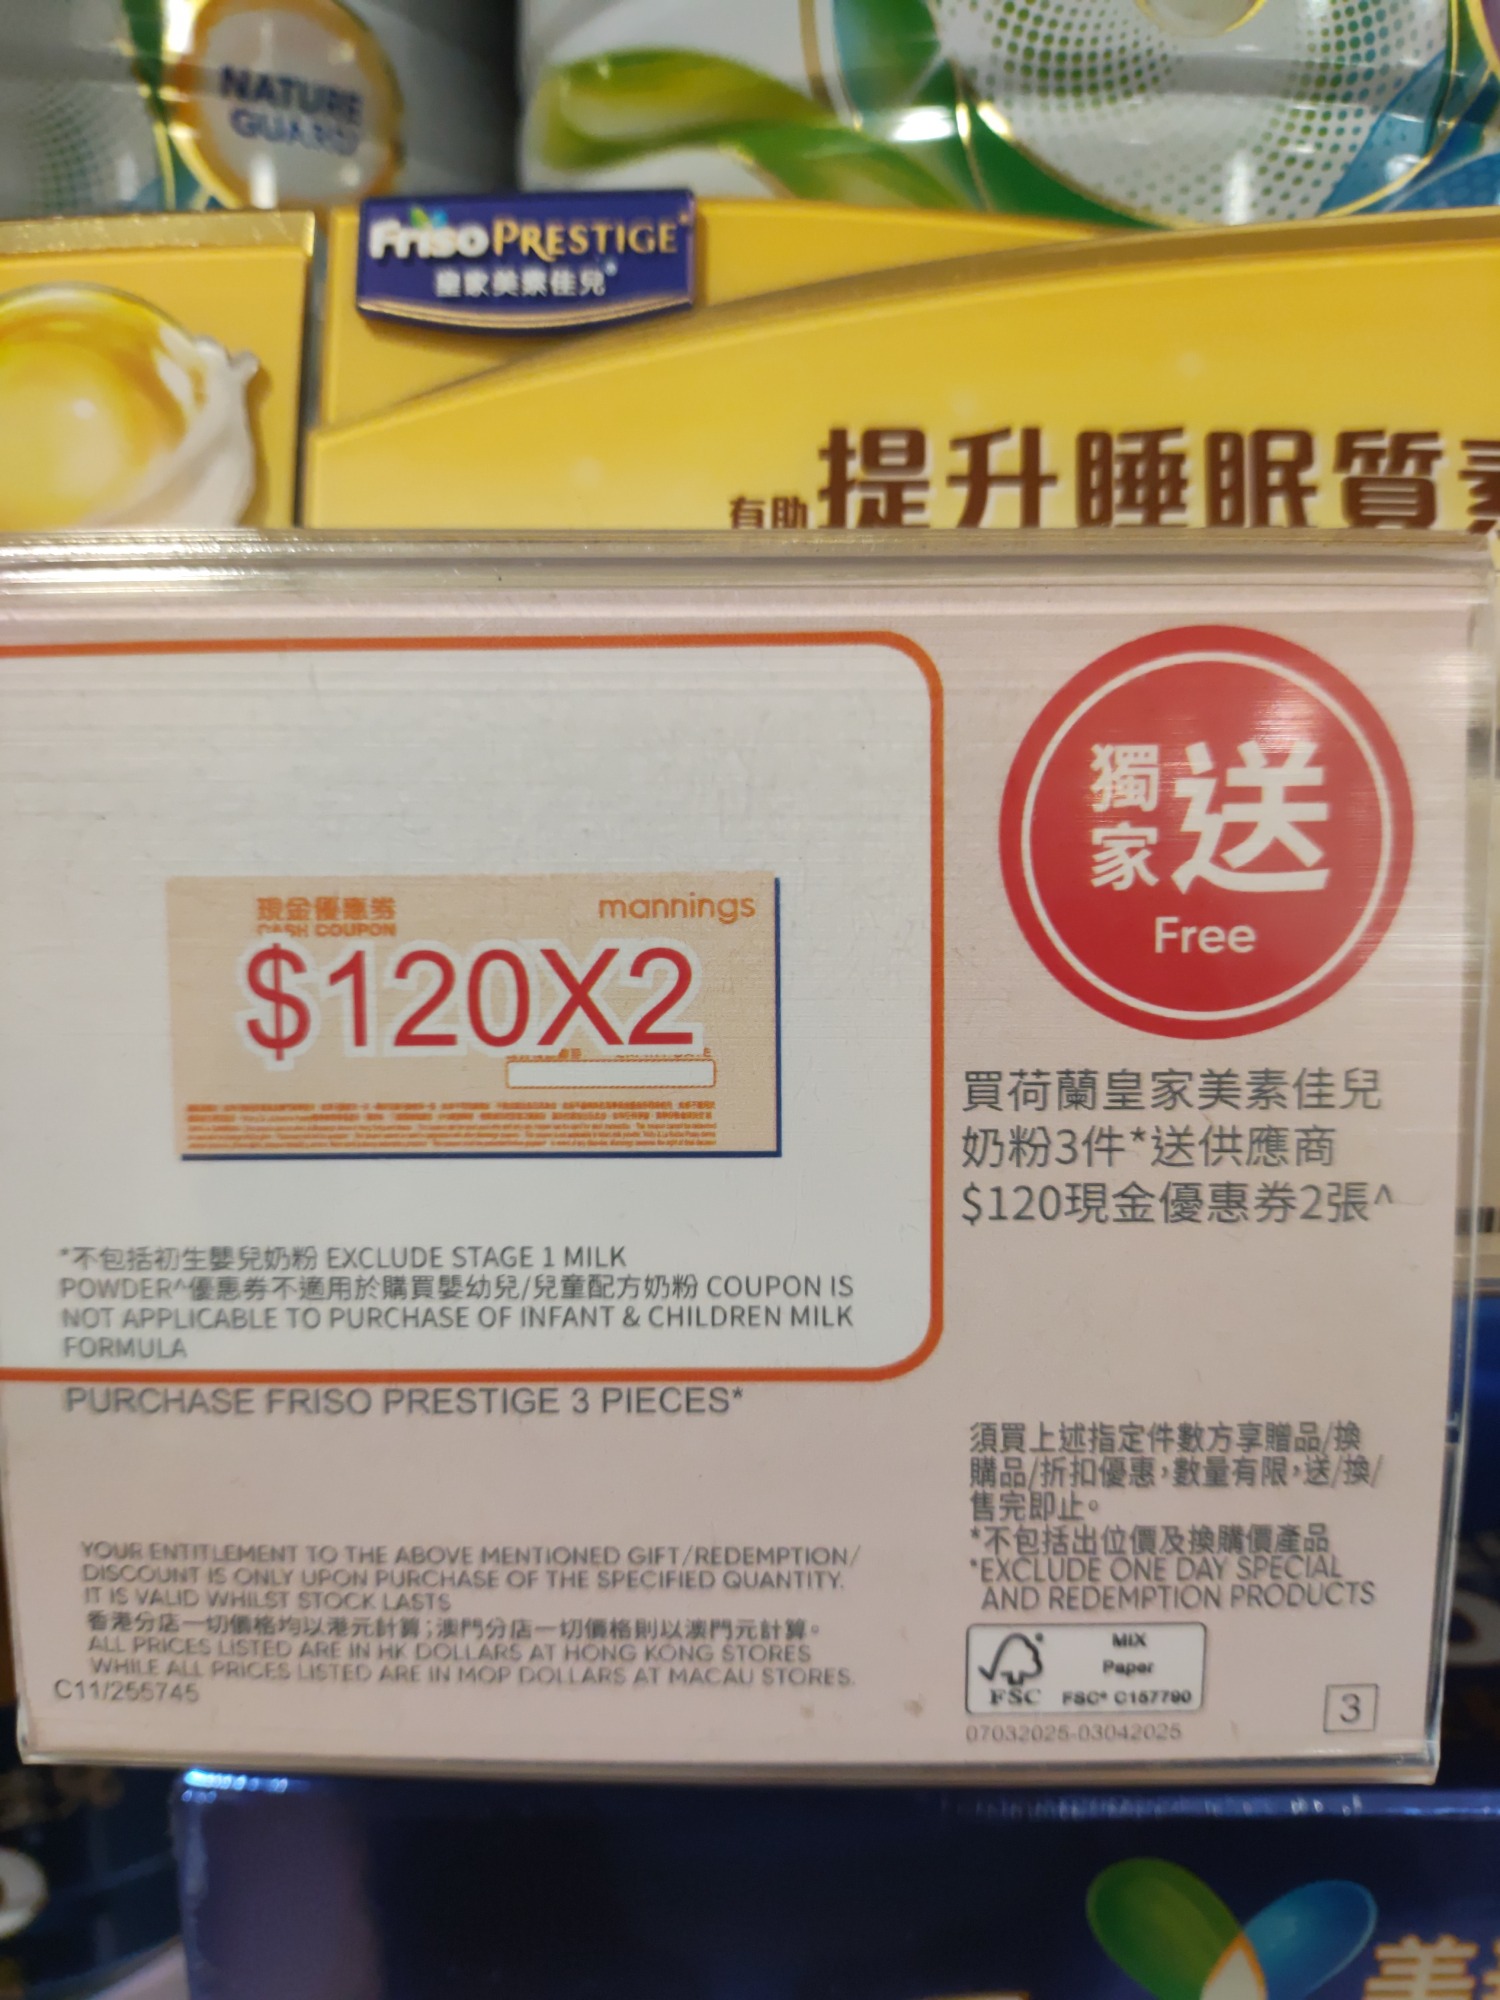 NATURE
GUARD
Friso PRESTIGE
皇家美素佳兒
有助提升睡眠質
獨家送
Free
現金優惠券
mannings
CASH COUPON
$120X2
買荷蘭皇家美素佳兒
奶粉3件*送供應商
$120現金優惠券2張^
*不包括初生嬰兒奶粉 EXCLUDE STAGE 1 MILK
POWDER^優惠券不適用於購買嬰幼兒/兒童配方奶粉 COUPON IS
NOT APPLICABLE TO PURCHASE OF INFANT & CHILDREN MILK
FORMULA
PURCHASE FRISO PRESTIGE 3 PIECES*
須買上述指定件數方享贈品/換
購品/折扣優惠,數量有限,送/換/
售完即止。
*不包括出位價及換購價產品
*EXCLUDE ONE DAY SPECIAL
AND REDEMPTION PRODUCTS
YOUR ENTITLEMENT TO THE ABOVE MENTIONED GIFT/REDEMPTION/
DISCOUNT IS ONLY UPON PURCHASE OF THE SPECIFIED QUANTITY.
IT IS VALID WHILST STOCK LASTS
香港分店一切價格均以港元計算;澳門分店一切價格則以澳門元計算。
ALL PRICES LISTED ARE IN HK DOLLARS AT HONG KONG STORES
WHILE ALL PRICES LISTED ARE IN MOP DOLLARS AT MACAU STORES.
C11/255745
MIX
Paper
FSC FSC® C157790
07032025-03042025
3
美